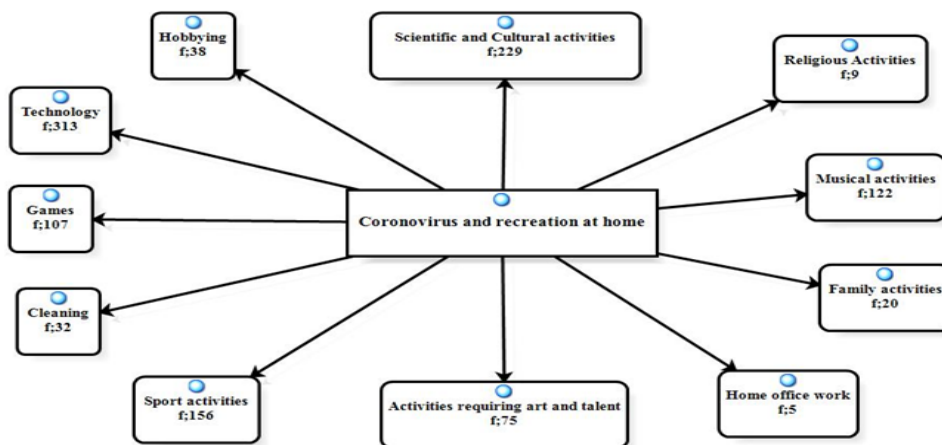 Hobbying
f;38
Scientific and Cultural activities
f;229
Religious Activities
f;9
Technology
f;313
Musical activities
f;122
Games
f;107
Coronovirus and recreation at home
Family activities
f;20
Cleaning
f;32
Sport activities
f;156
Activities requiring art and talent
f;75
Home office work
f;5